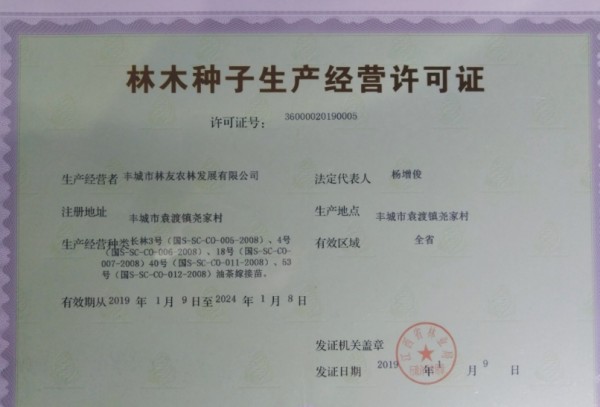 林木种子生产经营许可证
许可证号: 36000020190005
生产经营者 丰城市林友农林发展有限公司 法定代表人 杨增俊
注册地址 丰城市袁渡镇尧家村 生产地点 丰城市袁渡镇尧家村
生产经营种类 长林3号（国S-SC-CO-005-2008）、4号 有效区域 全省
（国S-SC-CO-006-2008）、18号（国S-SC-CO-
007-2008）40号（国S-SC-CO-011-2008）、53
号（国S-SC-CO-012-2008）油茶嫁接苗。
有效期从 2019 年 1 月 9 日至 2024 年 1 月 8 日
发证机关盖章
江西省林业局
发证日期 2019 年 1 月 9 日